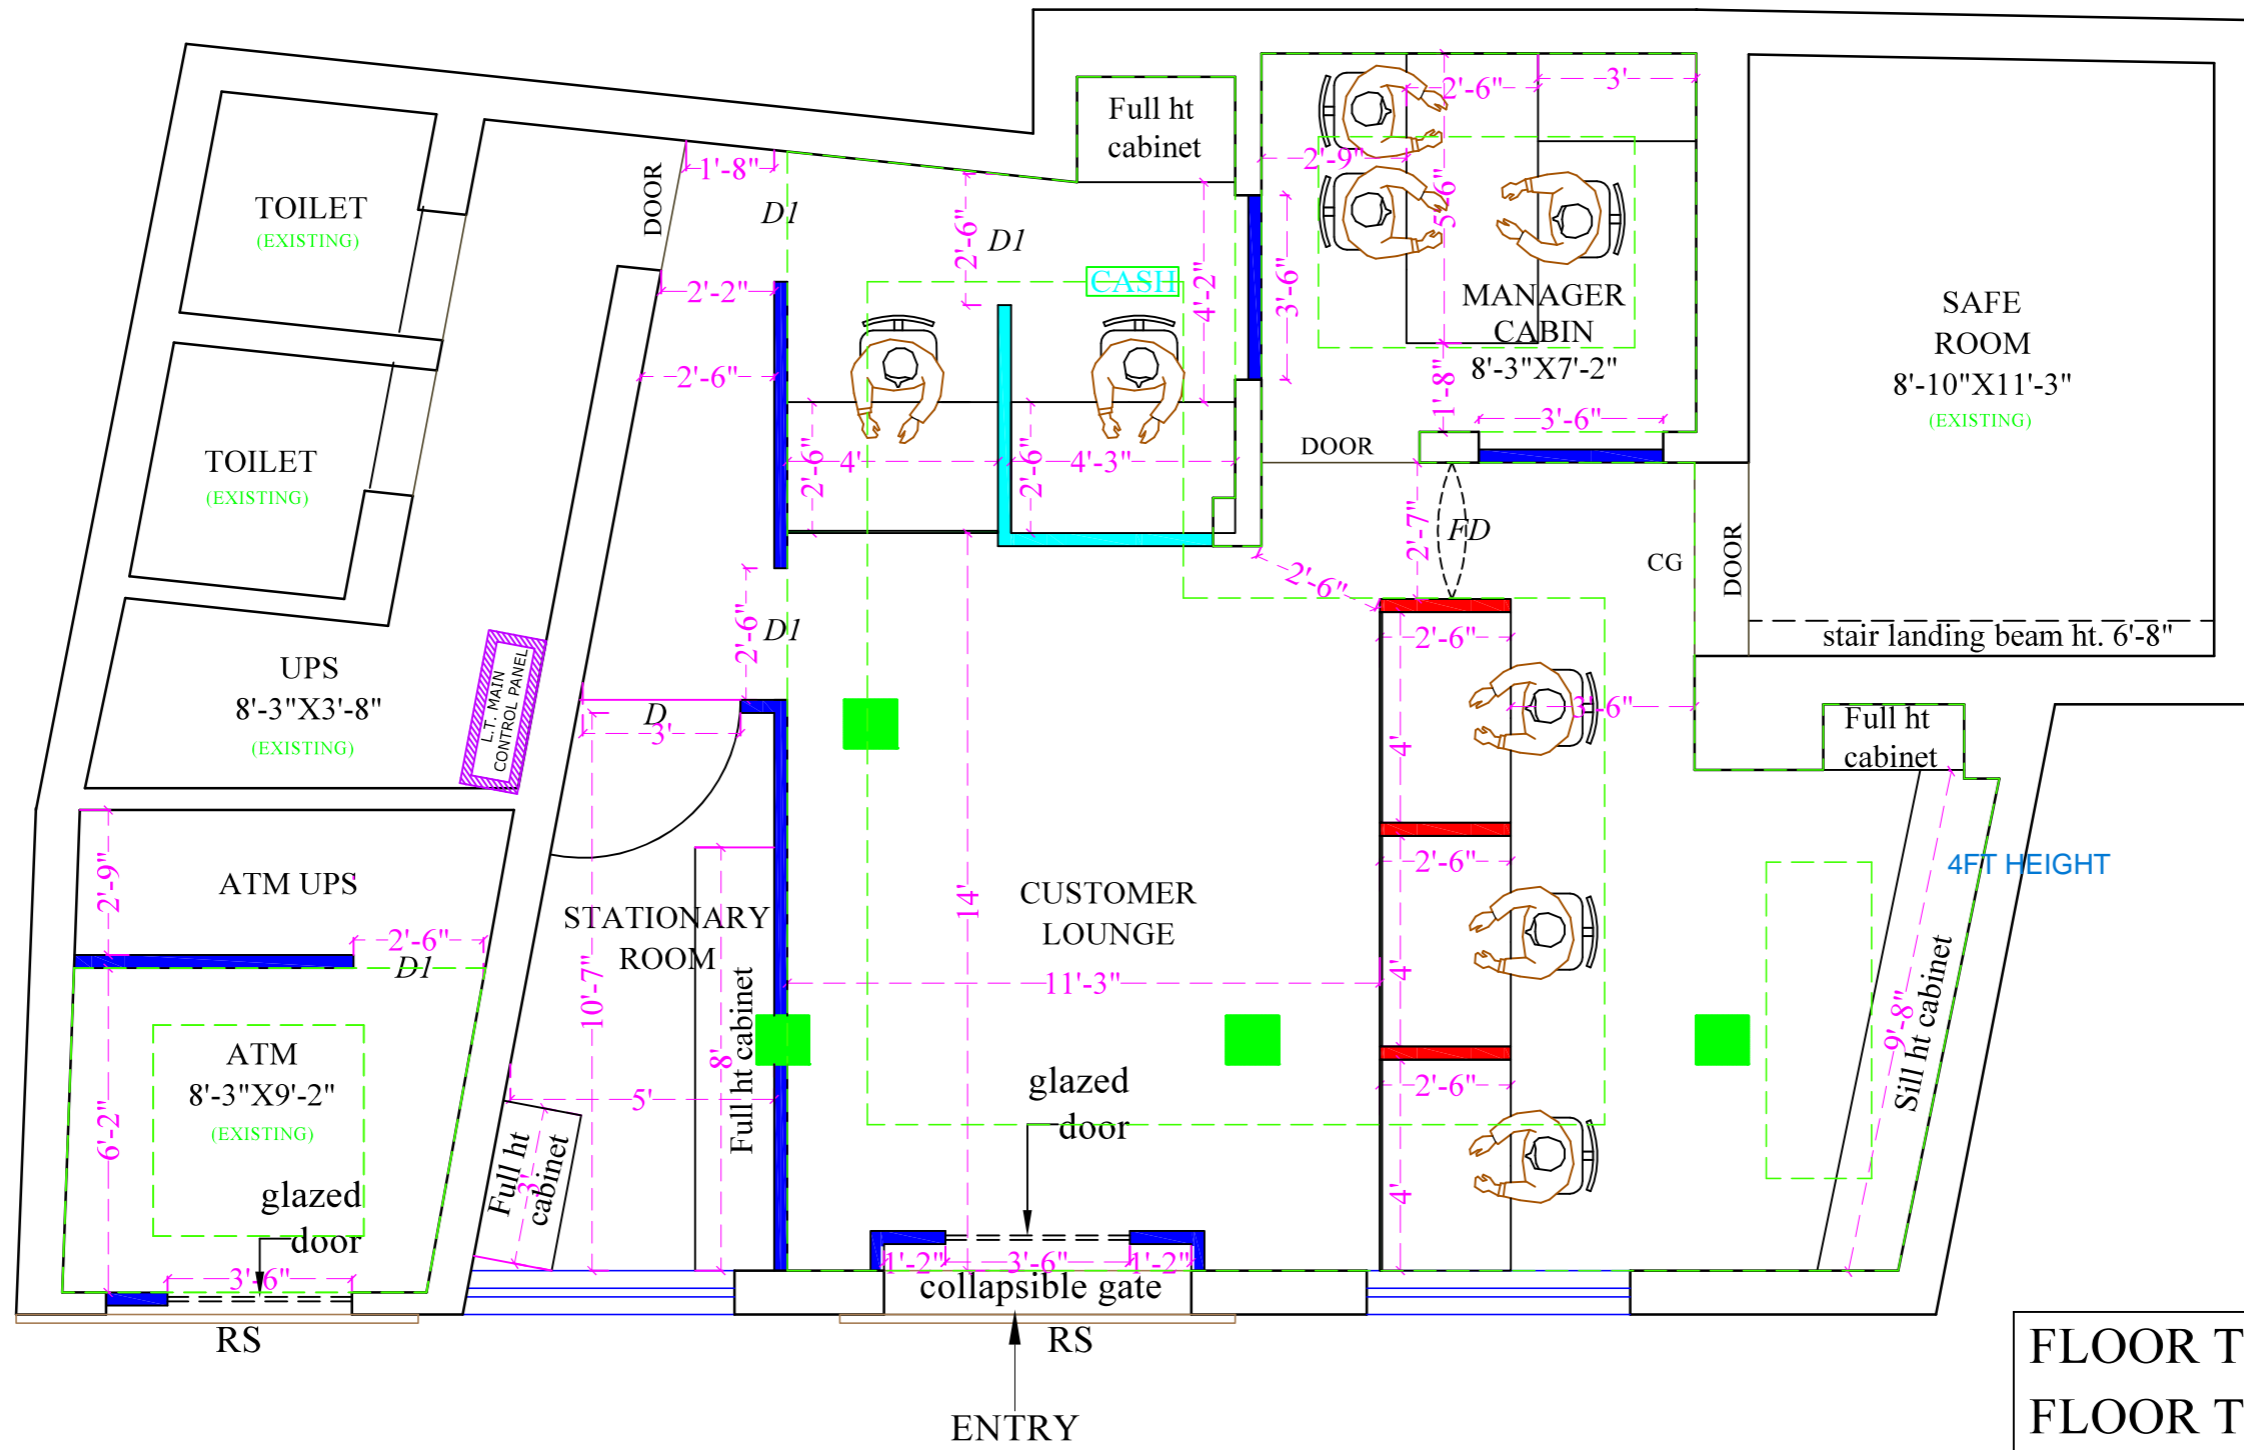 Full ht
cabinet
2'-6"
3'
TOILET
(EXISTING)
DOOR
1'-8"
D1
2'-6"
D1
CASH
4'-2"
3'-6"
2'-9"
5'-6"
MANAGER
CABIN
8'-3"X7'-2"
1'-8"
3'-6"
SAFE
ROOM
8'-10"X11'-3"
(EXISTING)
2'-2"
2'-6"
TOILET
(EXISTING)
2'-6"
4'
2'-6"
4'-3"
DOOR
2'-7"
FD
CG
DOOR
2'-6"
stair landing beam ht. 6'-8"
UPS
8'-3"X3'-8"
(EXISTING)
L.T. MAIN
CONTROL PANEL
2'-6"
D1
D
3'
2'-6"
4'
3'-6"
Full ht
cabinet
4FT HEIGHT
2'-9"
ATM UPS
2'-6"
D1
STATIONARY
ROOM
10'-7"
Full ht cabinet
8'
5'
14'
CUSTOMER
LOUNGE
11'-3"
2'-6"
4'
9'-8"
Sill ht cabinet
ATM
8'-3"X9'-2"
(EXISTING)
6'-2"
glazed
door
3'-6"
Full ht
cabinet
3'
glazed
door
2'-6"
4'
1'-2"
3'-6"
1'-2"
collapsible gate
RS
RS
ENTRY
FLOOR T
FLOOR T